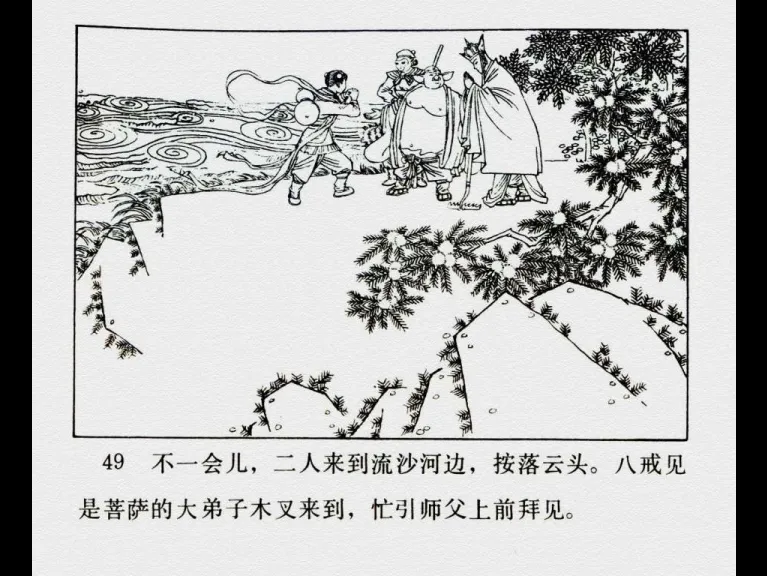 49 不一会儿，二人来到流沙河边，按落云头。八戒见
是菩萨的大弟子木叉来到，忙引师父上前拜见。